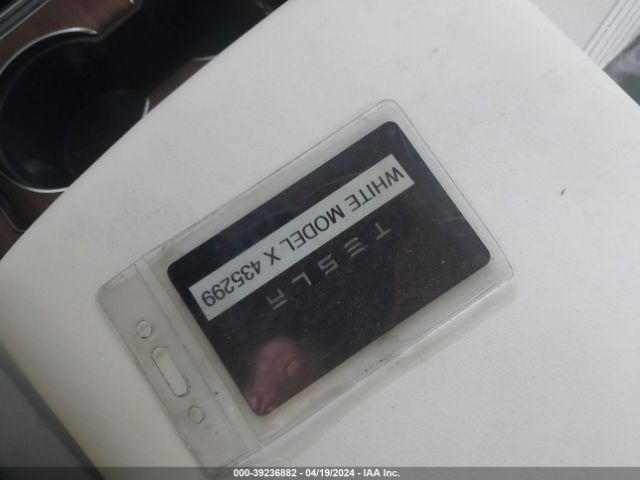 WHITE MODEL X 435299
TESLA
000-39236882 - 04/19/2024 - IAA Inc.